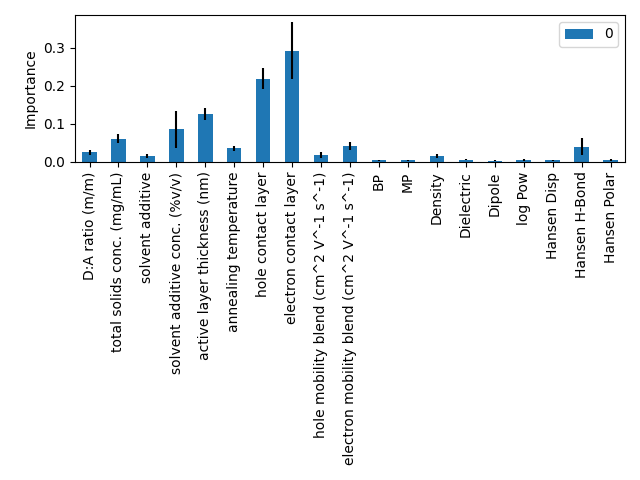 0
Importance
0.3
0.2
0.1
0.0
D:A ratio (m/m)
total solids conc. (mg/mL)
solvent additive
solvent additive conc. (%v/v)
active layer thickness (nm)
annealing temperature
hole contact layer
electron contact layer
hole mobility blend (cm^2 V^-1 s^-1)
electron mobility blend (cm^2 V^-1 s^-1)
BP
MP
Density
Dielectric
Dipole
log Pow
Hansen Disp
Hansen H-Bond
Hansen Polar